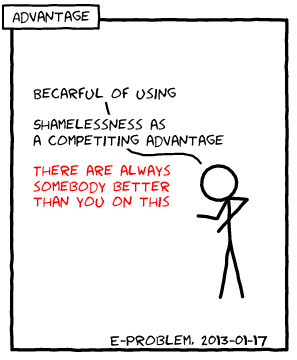 ADVANTAGE
BECARFUL OF USING
SHAMELESSNESS AS
A COMPETITING ADVANTAGE
THERE ARE ALWAYS
SOMEBODY BETTER
THAN YOU ON THIS
E-PROBLEM, 2013-01-17